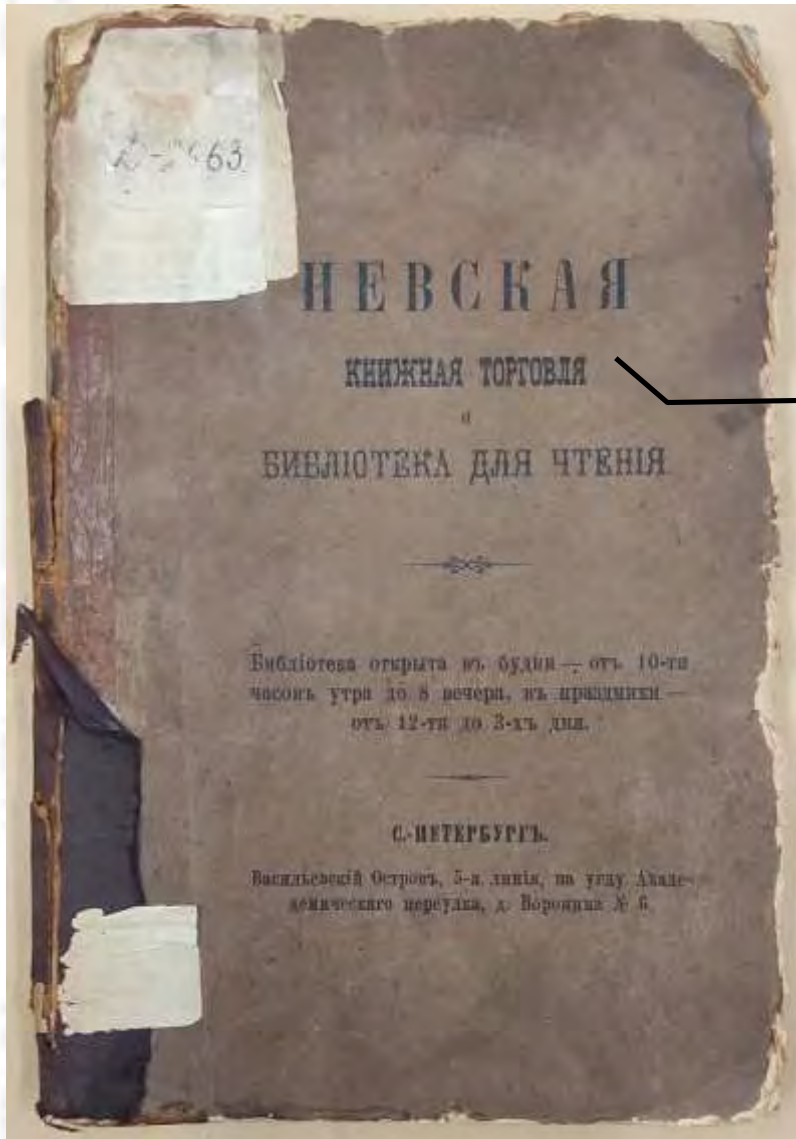 63
НЕВСКАЯ
КНИЖНАЯ ТОРГОВЛЯ
и
БИБЛІОТЕКА ДЛЯ ЧТЕНІЯ
Библіотека открыта въ будни — отъ 10-ти
часовъ утра до 8 вечера, въ праздники —
отъ 12-ти до 3-хъ дня.
С.-ПЕТЕРБУРГЪ.
Васильевскій Островъ, 5-я линія, на углу Акаде-
демическаго переулка, д. Воронина № 6.